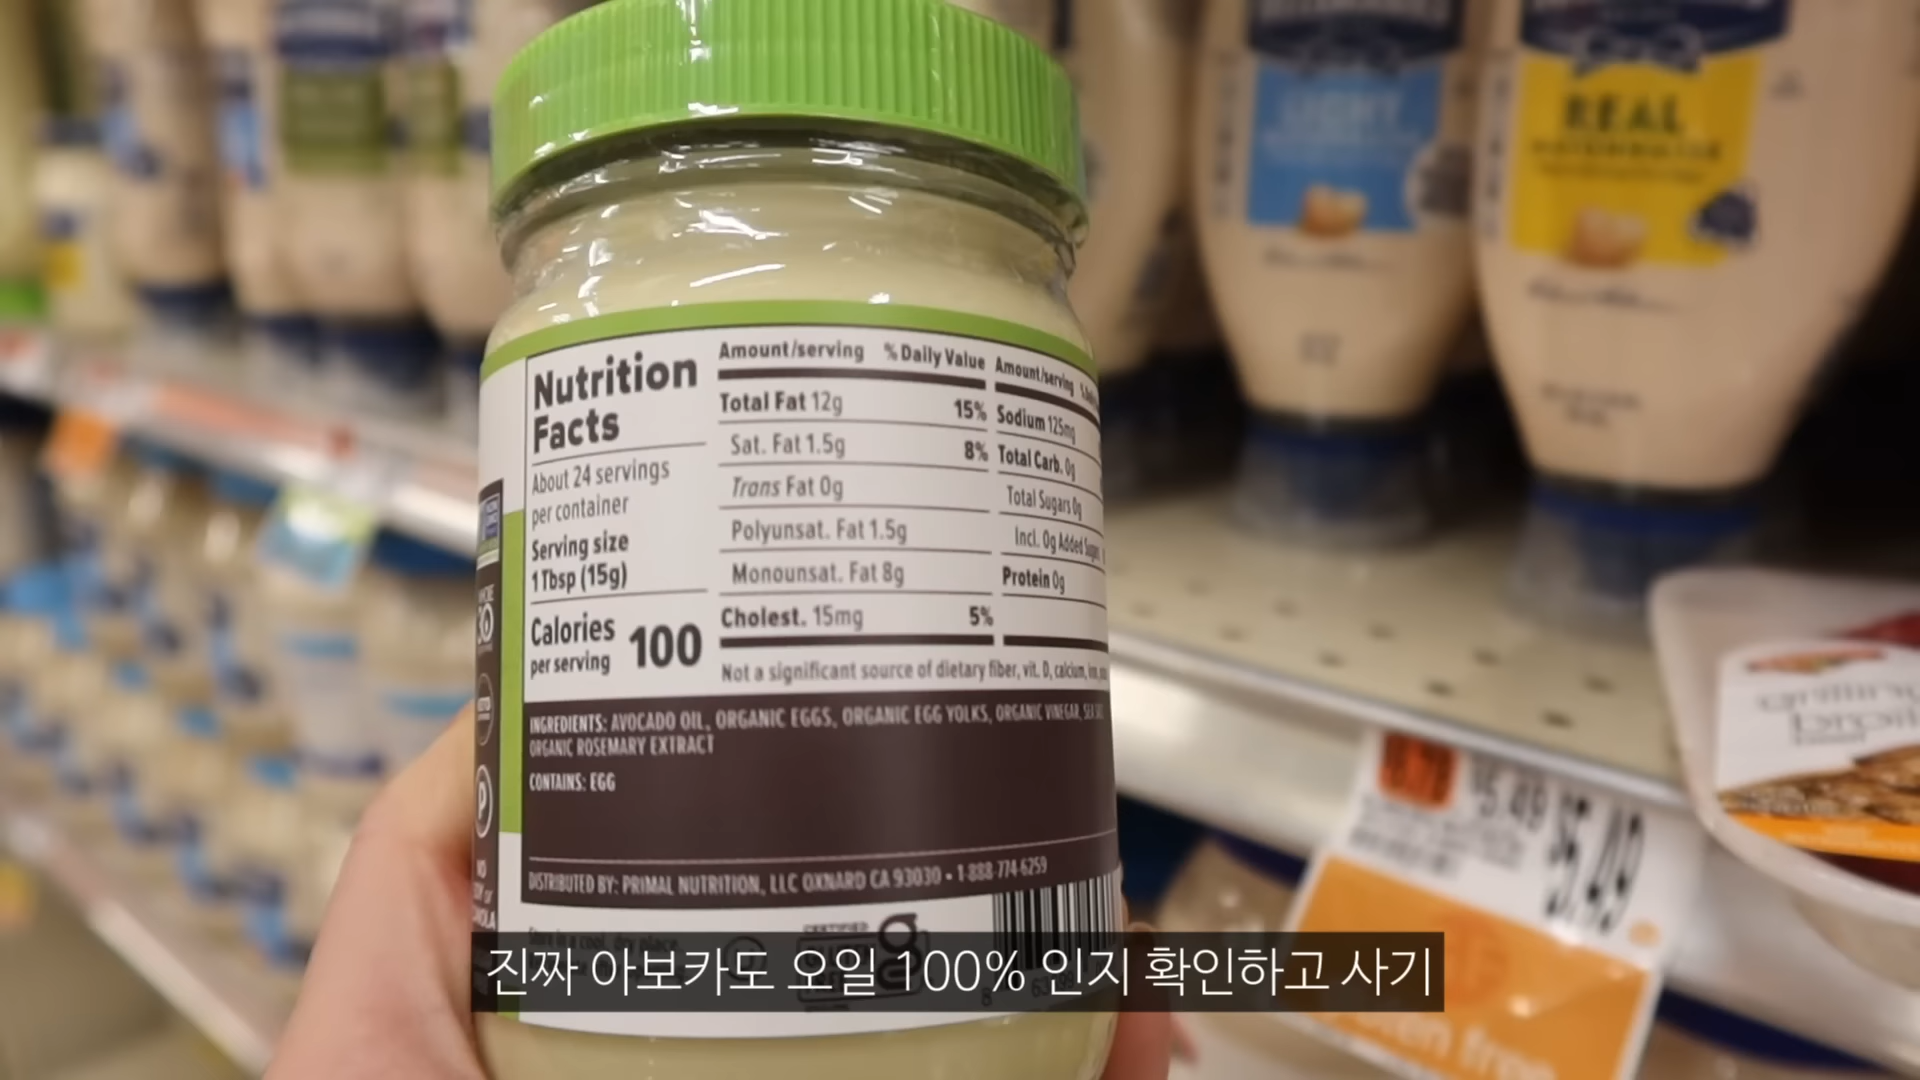 LIGHT
REAL
Nutrition
Facts
About 24 servings
per container
Serving size
1 Tbsp (15g)
Calories
per serving 100
Amount/serving % Daily Value
Total Fat 12g 15%
Sat. Fat 1.5g 8%
Trans Fat 0g
Polyunsat. Fat 1.5g
Monounsat. Fat 8g
Cholest. 15mg 5%
Amount/serving
Sodium 125mg
Total Carb. 0g
Total Sugars 0g
Incl. 0g Added
Protein 0g
Not a significant source of dietary fiber, vit. D, calcium,
INGREDIENTS: AVOCADO OIL, ORGANIC EGGS, ORGANIC EGG YOLKS, ORGANIC VINEGAR,
ORGANIC ROSEMARY EXTRACT
CONTAINS: EGG
DISTRIBUTED BY: PRIMAL NUTRITION, LLC OXNARD CA 93030 • 1-888-774-6259
진짜 아보카도 오일 100% 인지 확인하고 사기
$5.49